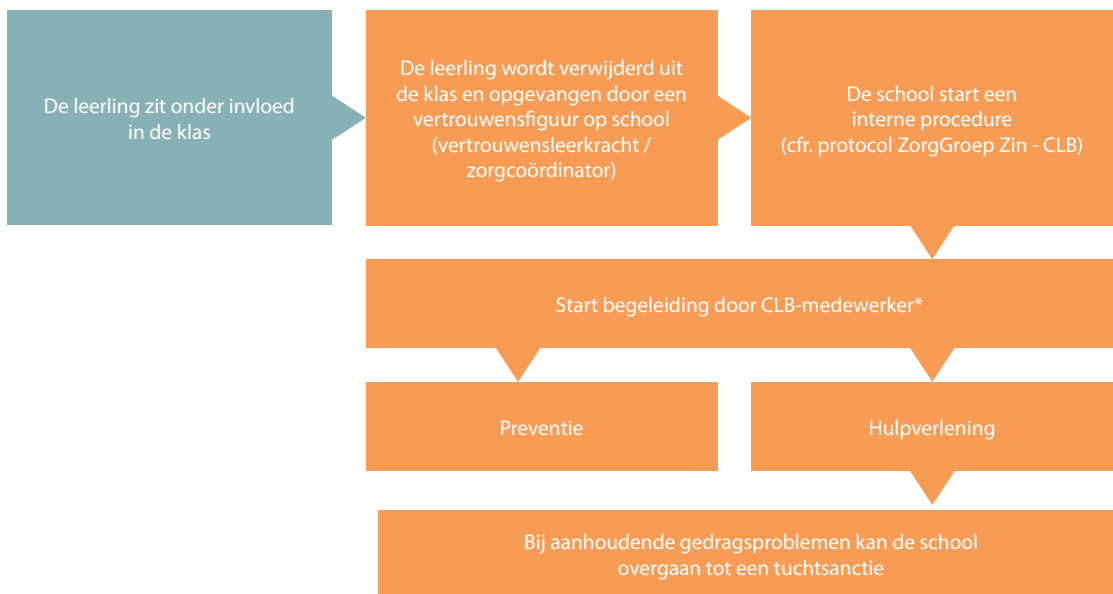 De leerling zit onder invloed
in de klas
De leerling wordt verwijderd uit
de klas en opgevangen door een
vertrouwensfiguur op school
(vertrouwensleerkracht /
zorgcoördinator)
De school start een
interne procedure
(cfr. protocol ZorgGroep Zin - CLB)
Start begeleiding door CLB-medewerker*
Preventie
Hulpverlening
Bij aanhoudende gedragsproblemen kan de school
overgaan tot een tuchtsanctie